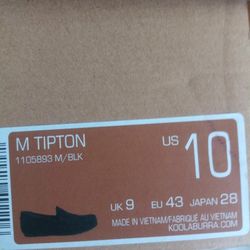 M TIPTON
1105893 M/BLK
US 10
UK 9 EU 43 JAPAN 28
MADE IN VIETNAM/FABRIQUÉ AU VIETNAM
KOOLABURRA.COM